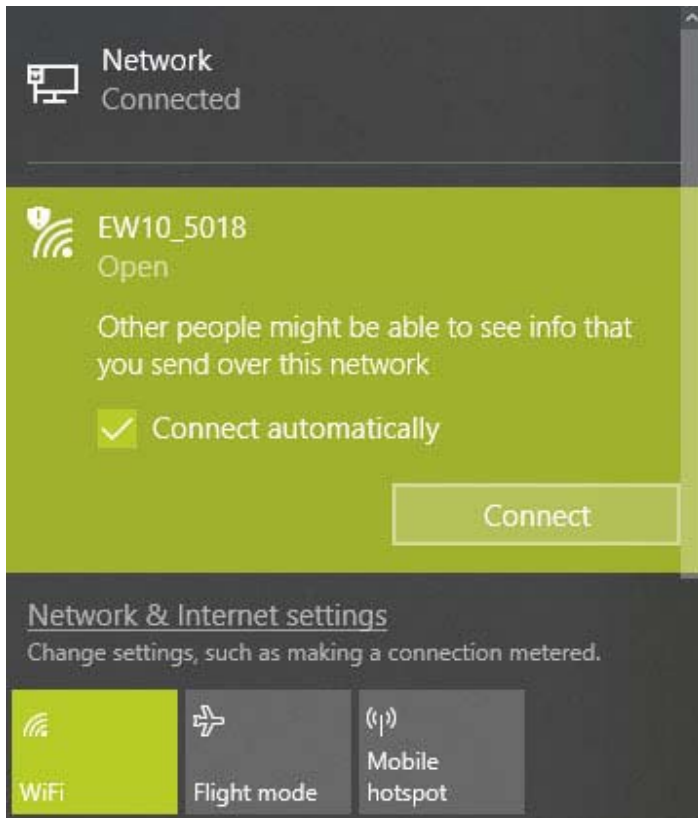 Network
Connected
EW10_5018
Open
Other people might be able to see info that
you send over this network
Connect automatically
Connect
Network & Internet settings
Change settings, such as making a connection metered.
WiFi
Flight mode
Mobile
hotspot